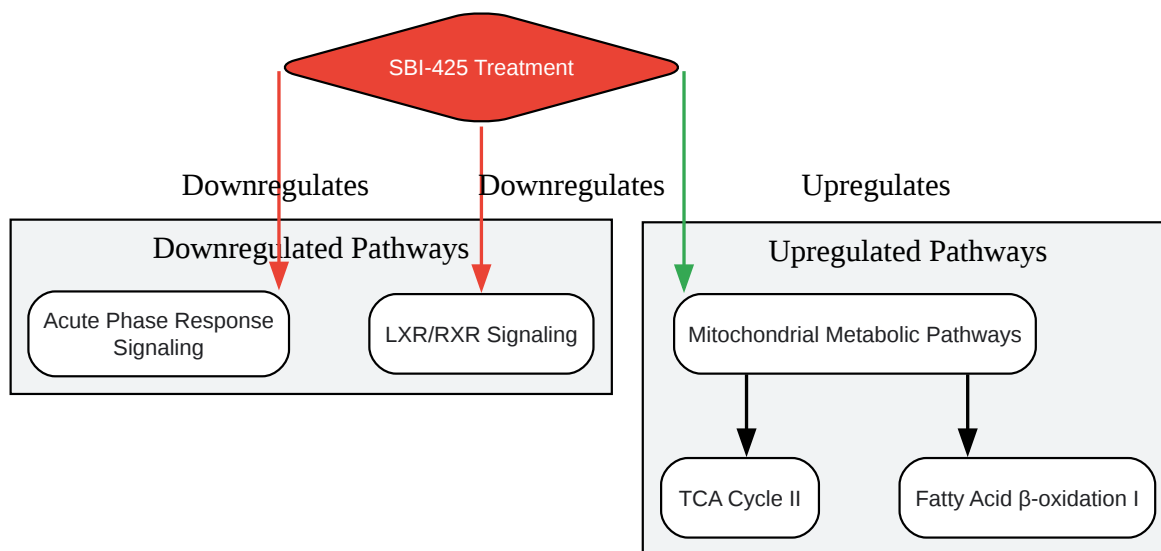 SBI-425 Treatment
Downregulates
Downregulates
Upregulates
Downregulated Pathways
Upregulated Pathways
Acute Phase Response
Signaling
LXR/RXR Signaling
Mitochondrial Metabolic Pathways
TCA Cycle II
Fatty Acid β-oxidation I